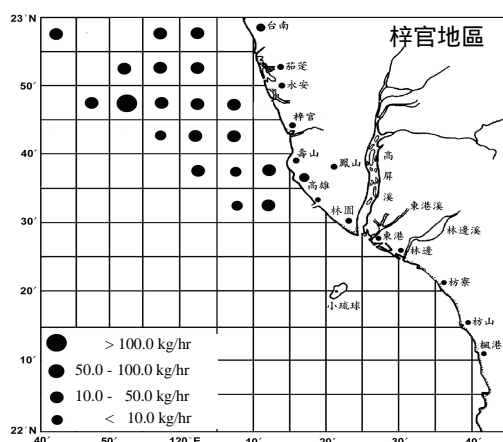 23°N
梓官地區
台南
茄萣
50′
永安
40′
梓官
壽山
鳳山
高屏溪
高雄
30′
林園
東港溪
林邊溪
東港
林邊
20′
小琉球
枋寮
枋山
10′
楓港
> 100.0 kg/hr
50.0 - 100.0 kg/hr
10.0 - 50.0 kg/hr
< 10.0 kg/hr
22°N
40′ 50′ 120°E 10′ 20′ 30′ 40′